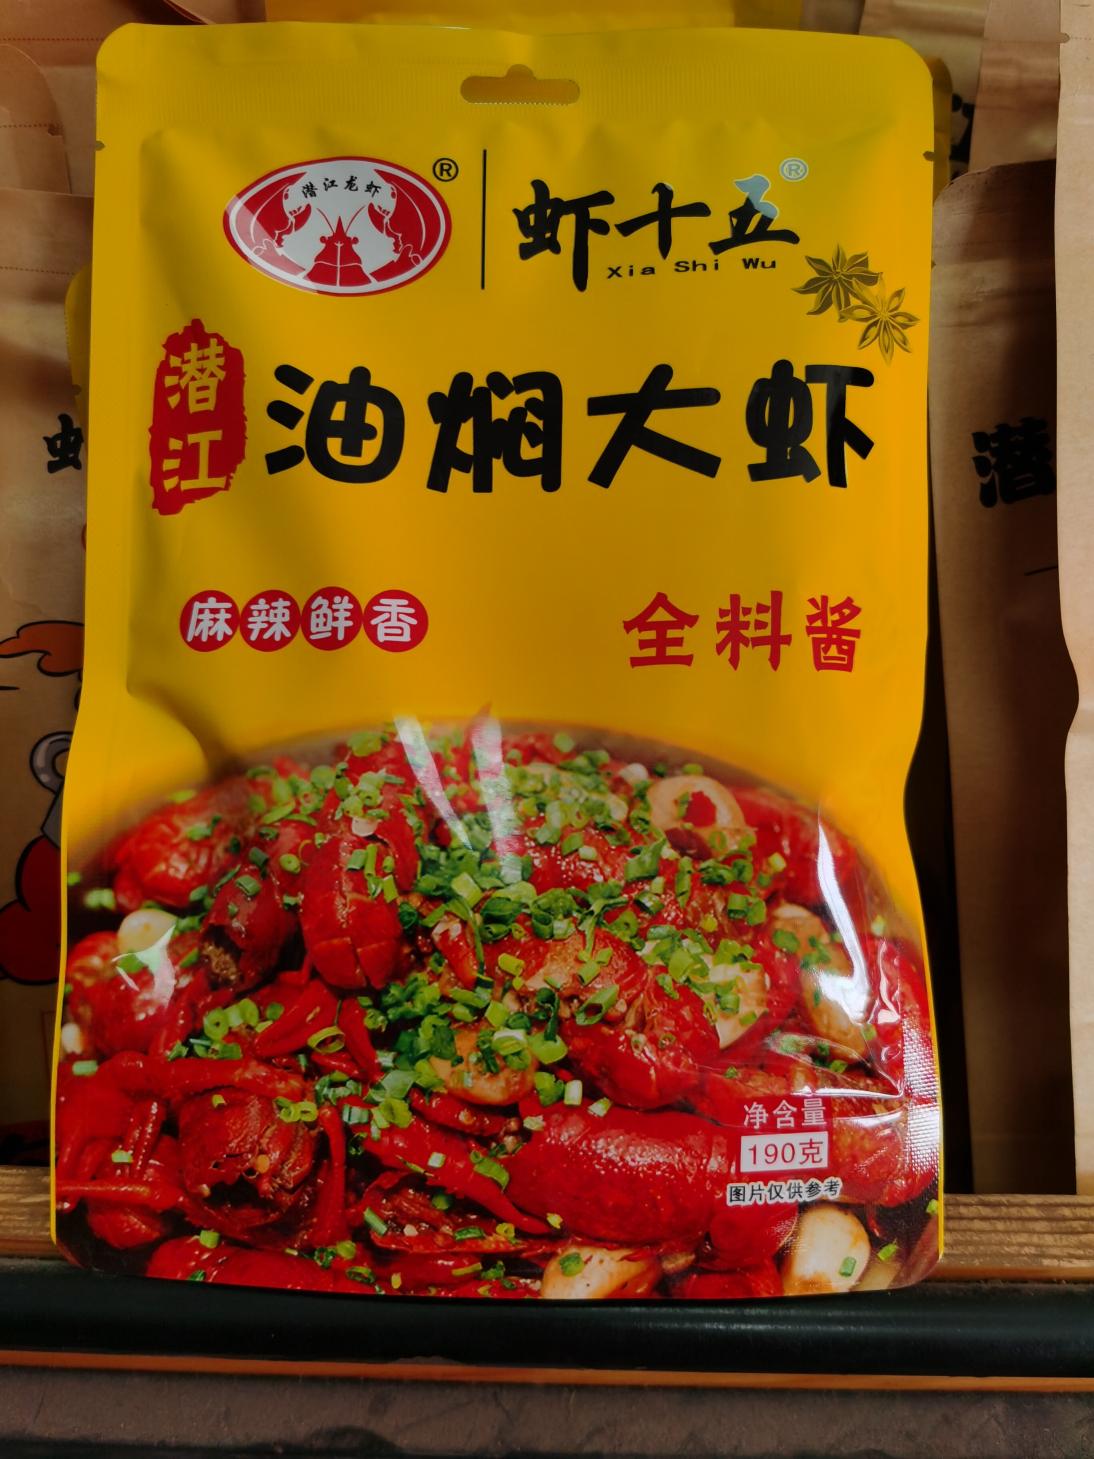 潜江龙虾 ®
虾十五 ®
Xia Shi Wu
潜江
油焖大虾
麻辣鲜香
全料酱
净含量
190克
图片仅供参考
潜